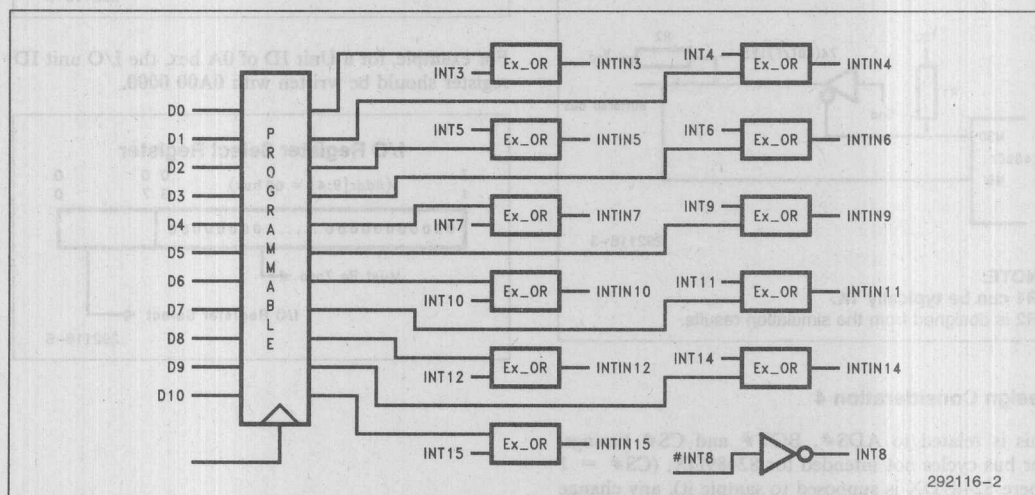 INT3
Ex_OR
INTIN3
INT4
Ex_OR
INTIN4
D0
D1
D2
D3
D4
D5
D6
D7
D8
D9
D10
PROGRAMMABLE
INT5
Ex_OR
INTIN5
INT6
Ex_OR
INTIN6
INT7
Ex_OR
INTIN7
INT9
Ex_OR
INTIN9
INT10
Ex_OR
INTIN10
INT11
Ex_OR
INTIN11
INT12
Ex_OR
INTIN12
INT14
Ex_OR
INTIN14
INT15
Ex_OR
INTIN15
#INT8
INT8
292116-2